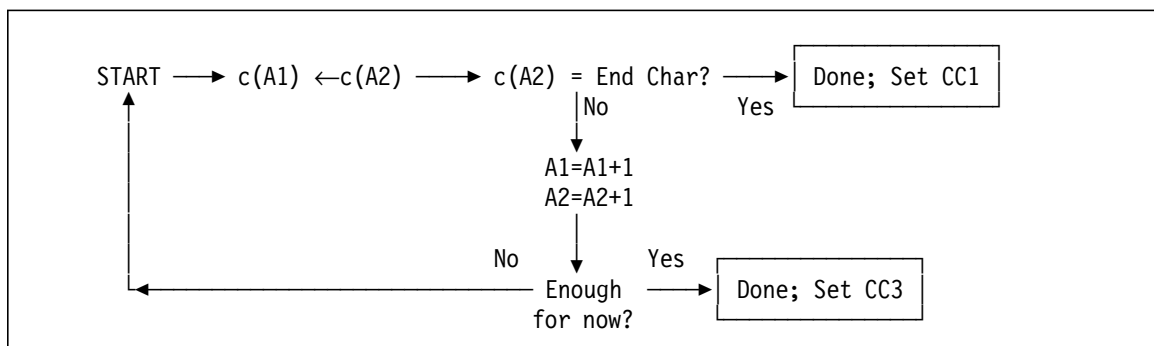 START c(A1) ←c(A2) c(A2) = End Char? Done; Set CC1
No Yes
A1=A1+1
A2=A2+1
No Yes
Enough Done; Set CC3
for now?